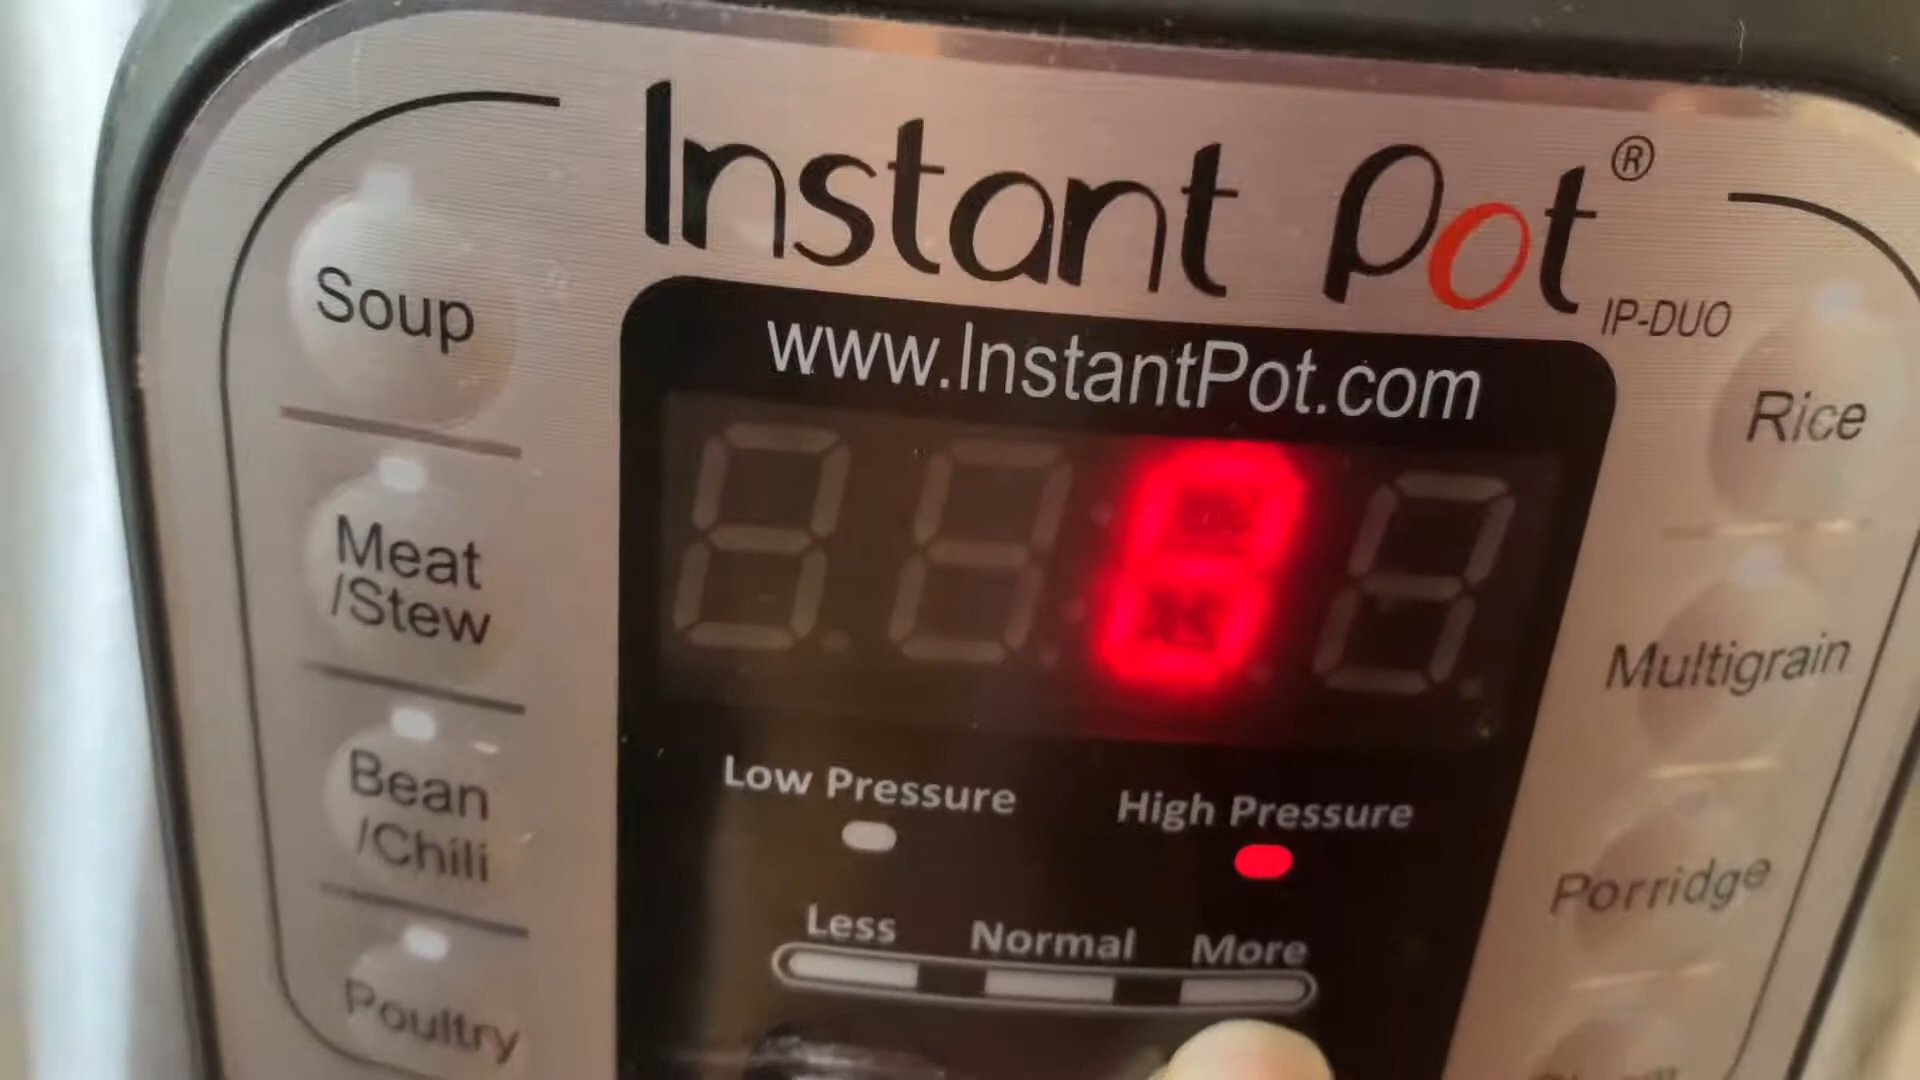 Instant Pot®
IP-DUO
www.InstantPot.com
Soup
Meat
/Stew
Bean
/Chili
Poultry
8
Low Pressure
High Pressure
Less Normal More
Rice
Multigrain
Porridge